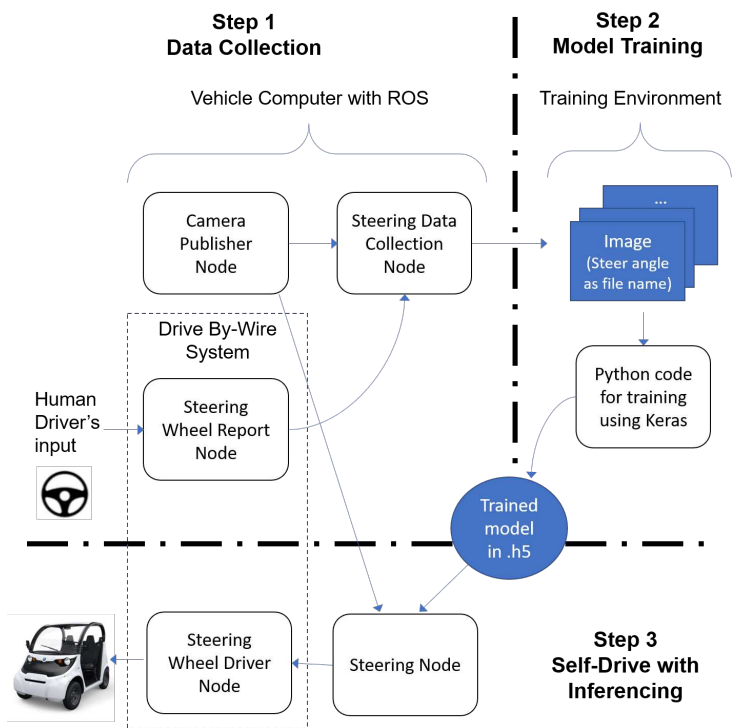 Step 1
Data Collection
Step 2
Model Training
Vehicle Computer with ROS
Training Environment
Camera
Publisher
Node
Steering Data
Collection
Node
...
Image
(Steer angle
as file name)
Drive By-Wire
System
Human
Driver's
input
Steering
Wheel Report
Node
Python code
for training
using Keras
Trained
model
in .h5
Steering
Wheel Driver
Node
Steering Node
Step 3
Self-Drive with
Inferencing